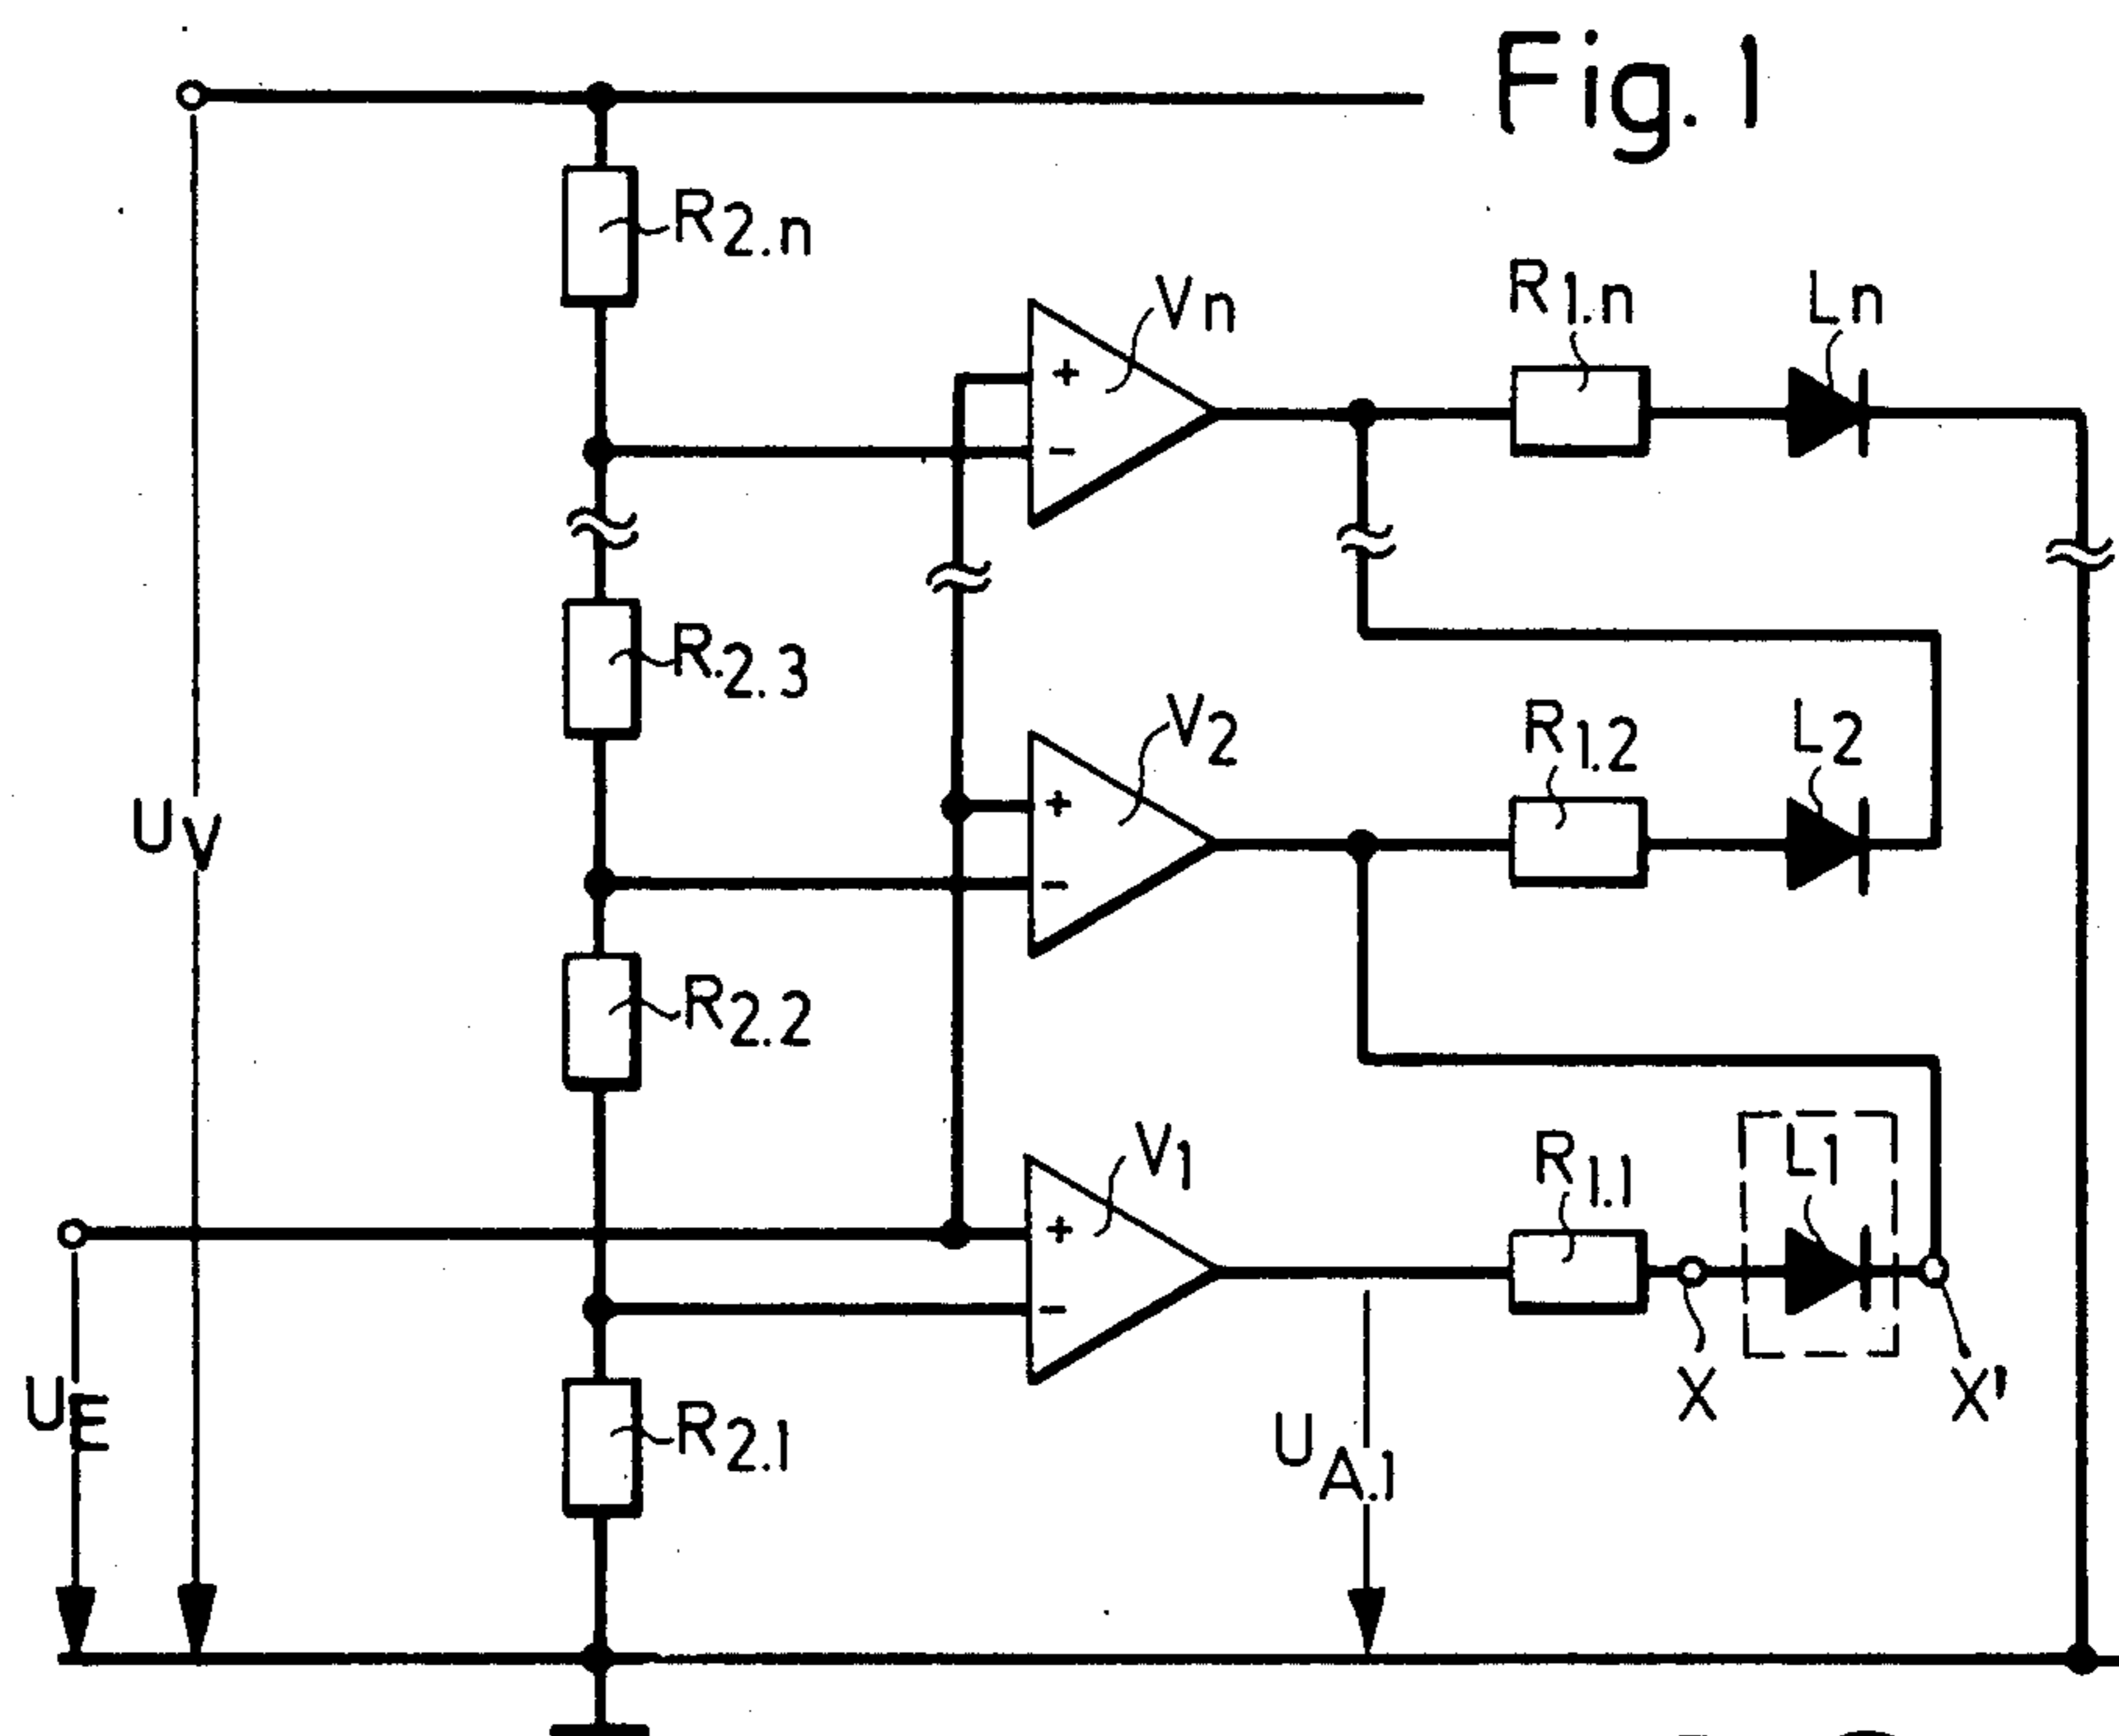 Fig. 1
R2.n
Vn
R1.n
Ln
+
-
R.2.3
V2
R1.2
L2
UV
+
-
R2.2
V1
R1.1
L1
+
-
X
X'
UE
R2.1
UA.1